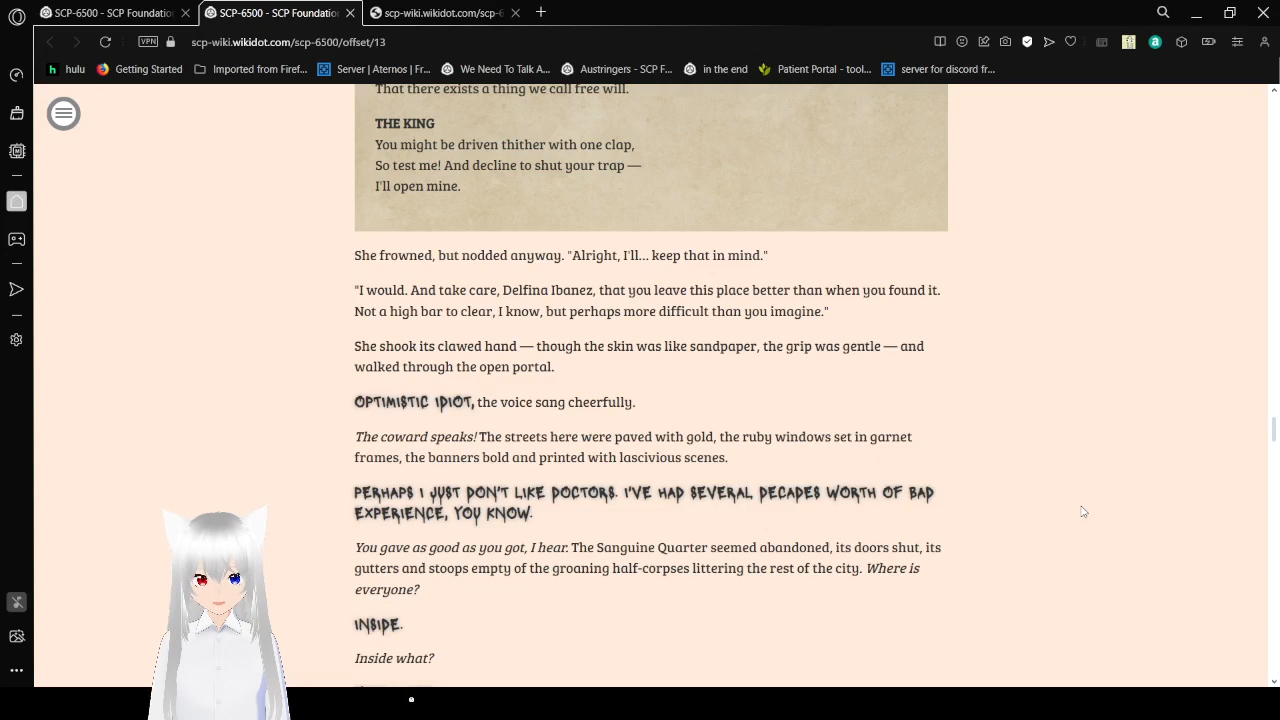 SCP-6500 - SCP Foundatio
SCP-6500 - SCP Foundatio
scp-wiki.wikidot.com/scp-6
VPN
scp-wiki.wikidot.com/scp-6500/offset/13
hulu
Getting Started
Imported from Firef...
Server | Aternos | Fr...
We Need To Talk A...
Austringers - SCP F...
in the end
Patient Portal - tool...
server for discord fr...
That there exists a thing we call free will.
THE KING
You might be driven thither with one clap,
So test me! And decline to shut your trap —
I'll open mine.
She frowned, but nodded anyway. "Alright, I'll… keep that in mind."
"I would. And take care, Delfina Ibanez, that you leave this place better than when you found it.
Not a high bar to clear, I know, but perhaps more difficult than you imagine."
She shook its clawed hand — though the skin was like sandpaper, the grip was gentle — and
walked through the open portal.
OPTIMISTIC IDIOT, the voice sang cheerfully.
The coward speaks! The streets here were paved with gold, the ruby windows set in garnet
frames, the banners bold and printed with lascivious scenes.
PERHAPS I JUST DON'T LIKE DOCTORS. I'VE HAD SEVERAL DECADES WORTH OF BAD
EXPERIENCE, YOU KNOW.
You gave as good as you got, I hear. The Sanguine Quarter seemed abandoned, its doors shut, its
gutters and stoops empty of the groaning half-corpses littering the rest of the city. Where is
everyone?
INSIDE.
Inside what?